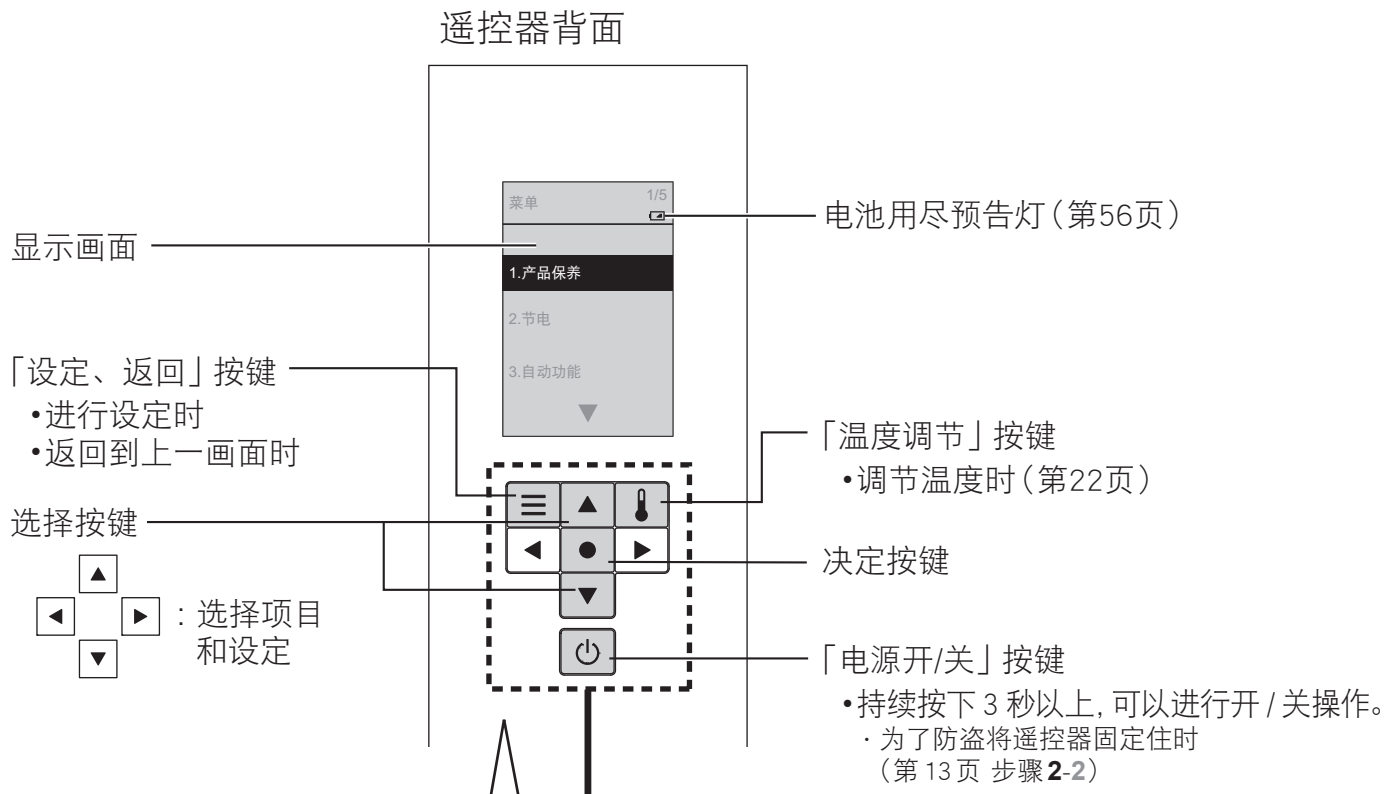 遥控器背面
菜单
1/5
1.产品保养
2.节电
3.自动功能
显示画面
「设定、返回」按键
•进行设定时
•返回到上一画面时
选择按键
：选择项目
和设定
电池用尽预告灯（第56页）
「温度调节」按键
•调节温度时（第22页）
决定按键
「电源开/关」按键
•持续按下 3 秒以上, 可以进行开 / 关操作。
· 为了防盗将遥控器固定住时
（第 13 页 步骤2-2）